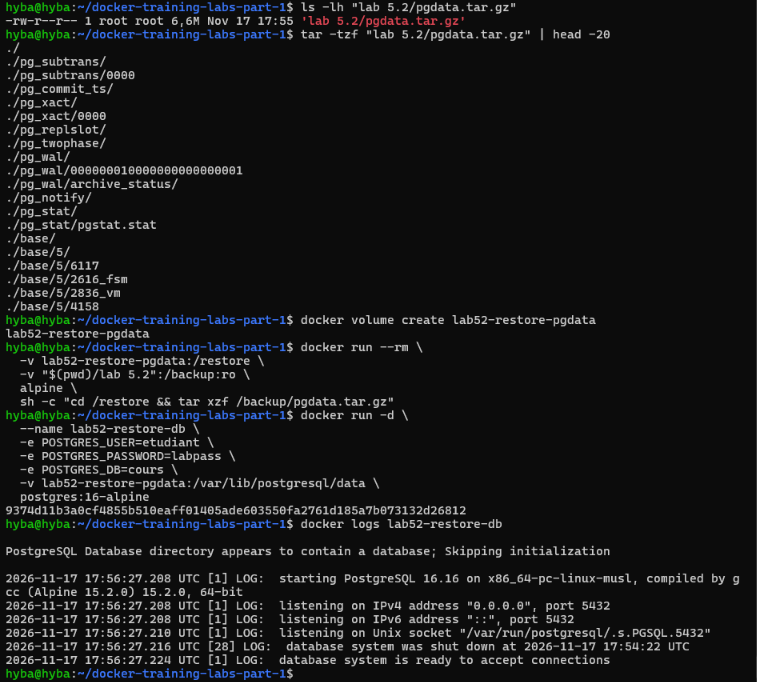 hyba@hyba:~/docker-training-labs-part-1$ ls -lh "lab 5.2/pgdata.tar.gz"
-rw-r--r-- 1 root root 6,6M Nov 17 17:55 'lab 5.2/pgdata.tar.gz'
hyba@hyba:~/docker-training-labs-part-1$ tar -tzf "lab 5.2/pgdata.tar.gz" | head -20
./
./pg_subtrans/
./pg_subtrans/0000
./pg_commit_ts/
./pg_xact/
./pg_xact/0000
./pg_replslot/
./pg_twophase/
./pg_wal/
./pg_wal/000000010000000000000001
./pg_wal/archive_status/
./pg_notify/
./pg_stat/
./pg_stat/pgstat.stat
./base/
./base/5/
./base/5/6117
./base/5/2616_fsm
./base/5/2836_vm
./base/5/4158
hyba@hyba:~/docker-training-labs-part-1$ docker volume create lab52-restore-pgdata
lab52-restore-pgdata
hyba@hyba:~/docker-training-labs-part-1$ docker run --rm \
  -v lab52-restore-pgdata:/restore \
  -v "$(pwd)/lab 5.2":/backup:ro \
  alpine \
  sh -c "cd /restore && tar xzf /backup/pgdata.tar.gz"
hyba@hyba:~/docker-training-labs-part-1$ docker run -d \
  --name lab52-restore-db \
  -e POSTGRES_USER=etudiant \
  -e POSTGRES_PASSWORD=labpass \
  -e POSTGRES_DB=cours \
  -v lab52-restore-pgdata:/var/lib/postgresql/data \
  postgres:16-alpine
9374d11b3a0cf4855b510eaff01405ade603550fa2761d185a7b073132d26812
hyba@hyba:~/docker-training-labs-part-1$ docker logs lab52-restore-db

PostgreSQL Database directory appears to contain a database; Skipping initialization

2026-11-17 17:56:27.208 UTC [1] LOG:  starting PostgreSQL 16.16 on x86_64-pc-linux-musl, compiled by g
cc (Alpine 15.2.0) 15.2.0, 64-bit
2026-11-17 17:56:27.208 UTC [1] LOG:  listening on IPv4 address "0.0.0.0", port 5432
2026-11-17 17:56:27.208 UTC [1] LOG:  listening on IPv6 address "::", port 5432
2026-11-17 17:56:27.210 UTC [1] LOG:  listening on Unix socket "/var/run/postgresql/.s.PGSQL.5432"
2026-11-17 17:56:27.216 UTC [28] LOG:  database system was shut down at 2026-11-17 17:54:22 UTC
2026-11-17 17:56:27.224 UTC [1] LOG:  database system is ready to accept connections
hyba@hyba:~/docker-training-labs-part-1$